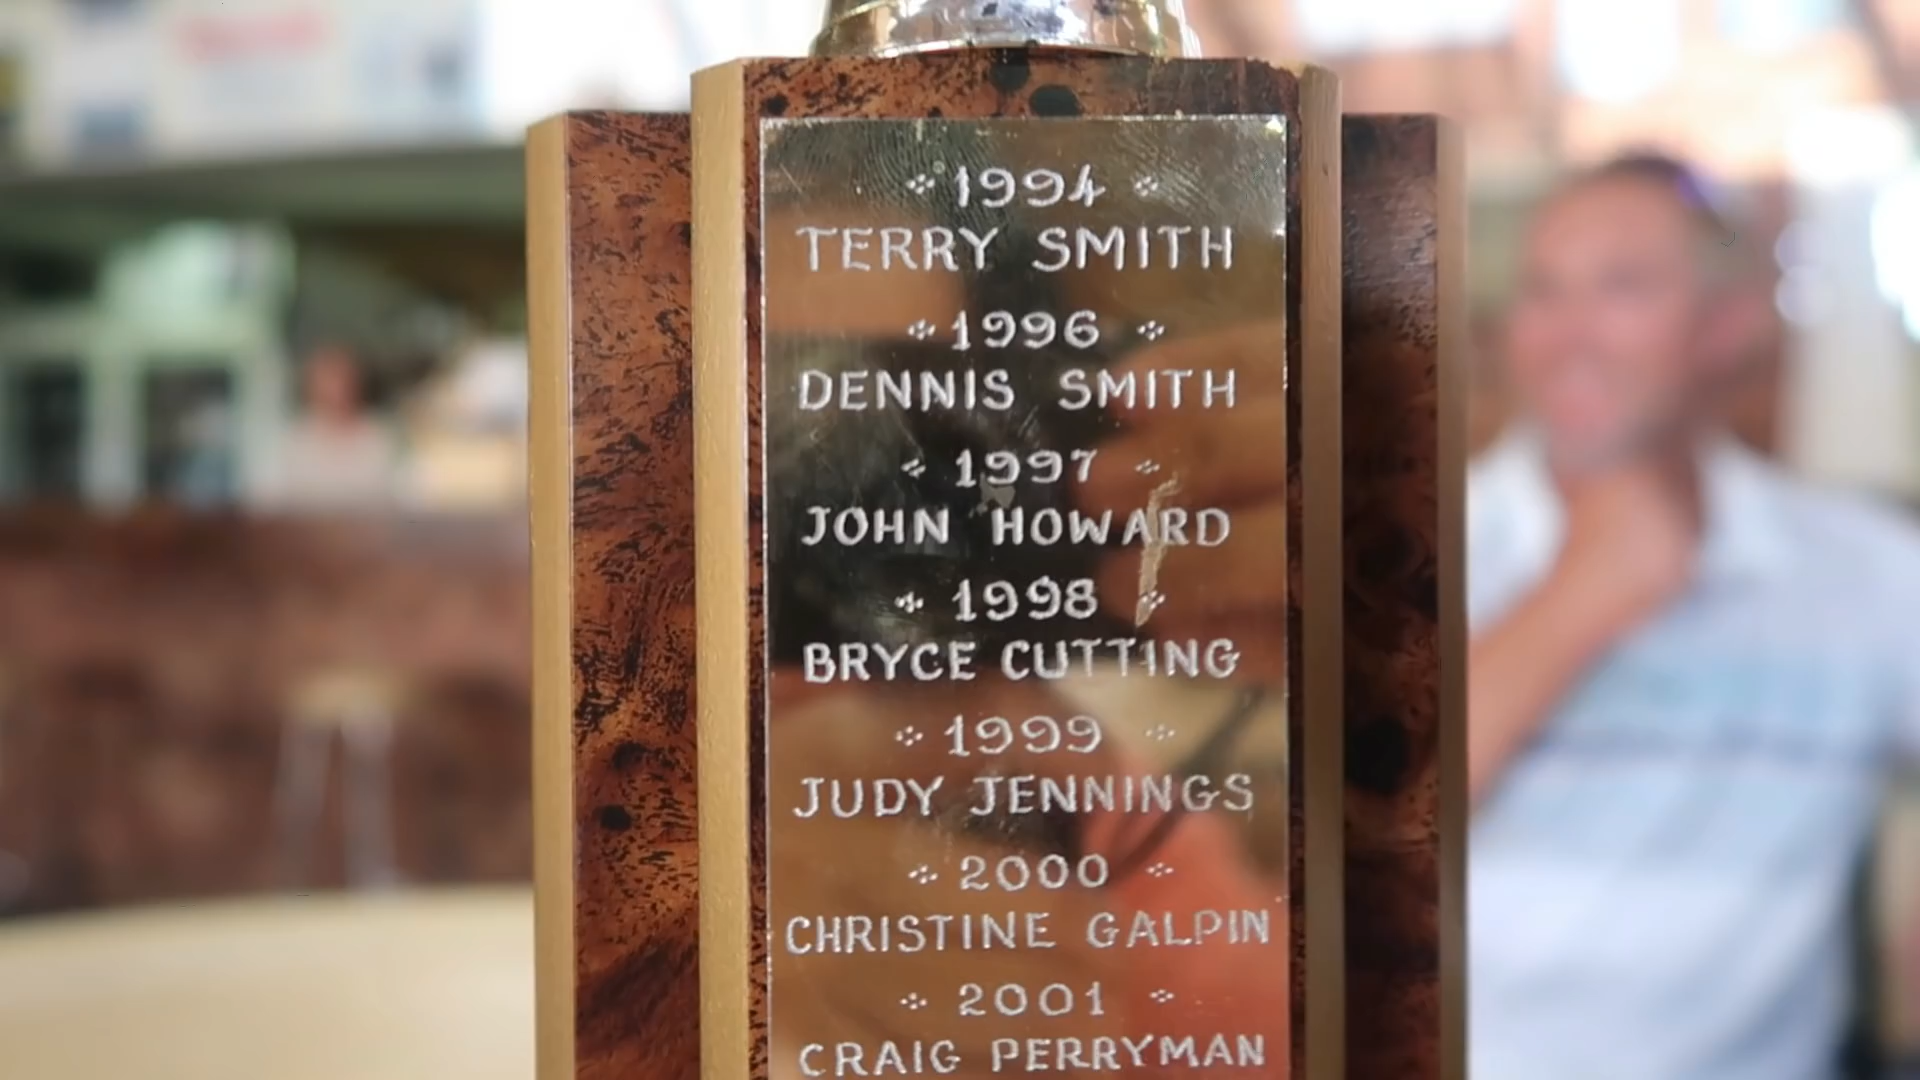 1994
TERRY SMITH
1996
DENNIS SMITH
1997
JOHN HOWARD
1998
BRYCE CUTTING
1999
JUDY JENNINGS
2000
CHRISTINE GALPIN
2001
CRAIG PERRYMAN